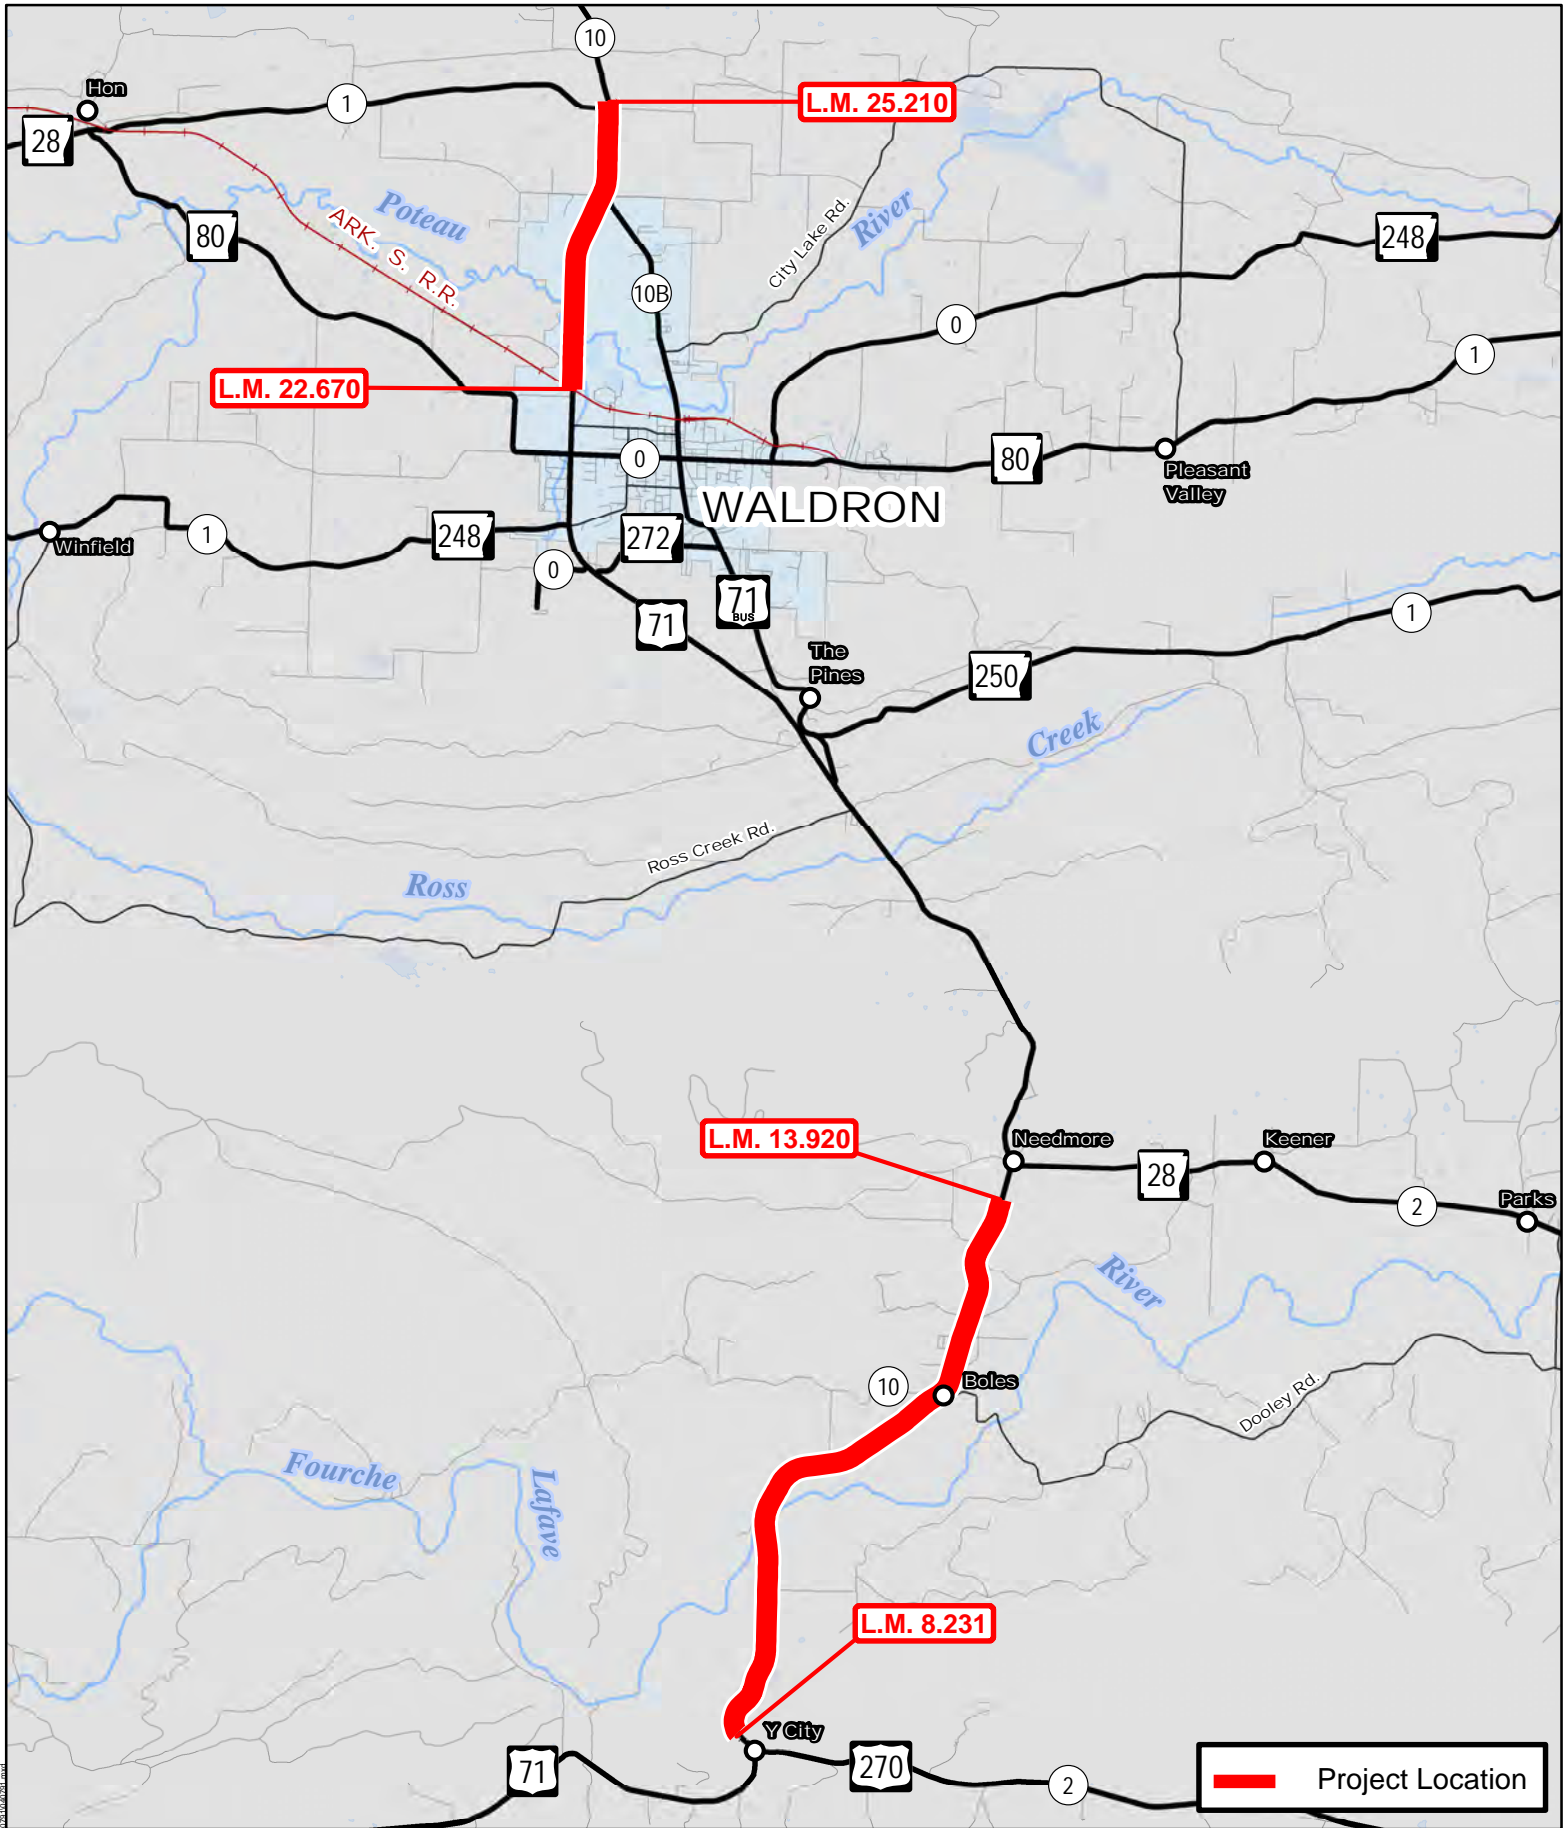 10
Hon
1
L.M. 25.210
28
Poteau
River
City Lake Rd.
80
248
ARK. S. R.R.
10B
0
1
L.M. 22.670
0
80
Pleasant
Valley
WALDRON
Winfield
1
248
272
0
71
BUS
71
1
The
Pines
250
Creek
Ross Creek Rd.
Ross
L.M. 13.920
Needmore
Keener
28
2
Parks
River
10
Boles
Dooley Rd.
Fourche
Lafave
L.M. 8.231
Y City
71
270
2
Project Location